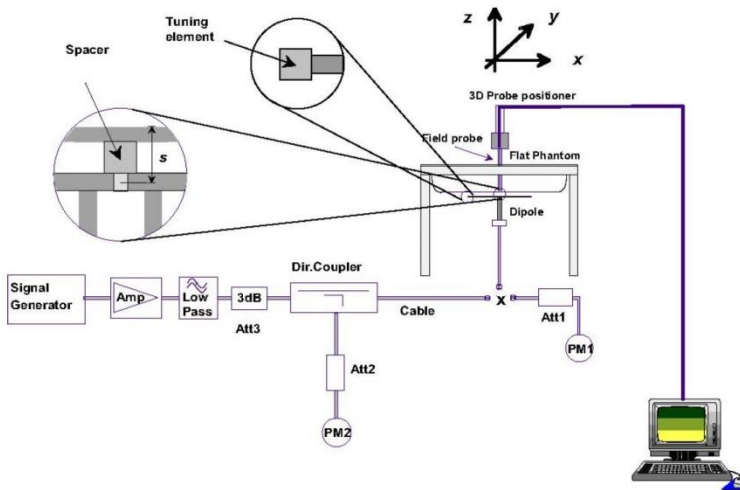 Tuning
element
Spacer
s
z
y
x
3D Probe positioner
Field probe
Flat Phantom
Dipole
Signal
Generator
Amp
Low
Pass
3dB
Att3
Dir.Coupler
Cable
x
Att1
PM1
Att2
PM2